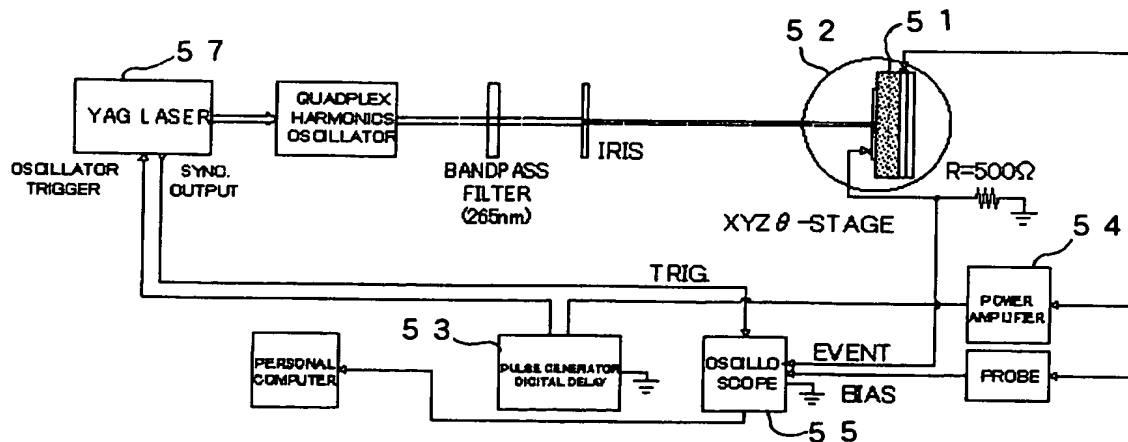 5 7
YAG LASER
OSCILLATOR
TRIGGER
SYNO.
OUTPUT
QUADPLEX
HARMONICS
OSCILLATOR
BANDPASS
FILTER
(265nm)
IRIS
5 2
5 1
R=500Ω
XYZθ-STAGE
5 4
TRIG.
POWER
AMPLIFIER
5 3
PERSONAL
COMPUTER
PULSE GENERATOR
DIGITAL DELAY
OSCILLO
SCOPE
EVENT
BIAS
PROBE
5 5